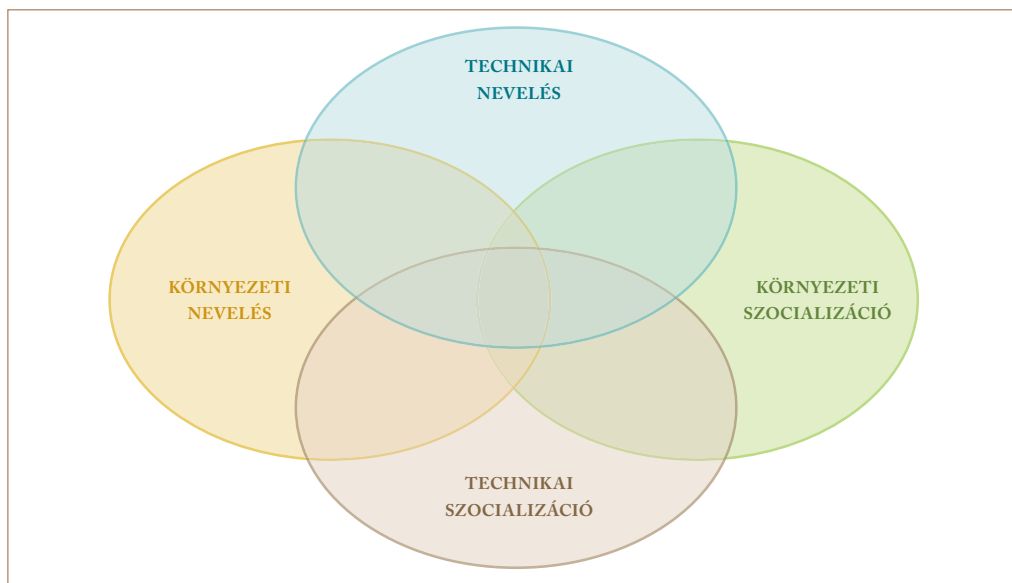 TECHNIKAI
NEVELÉS
KÖRNYEZETI
NEVELÉS
KÖRNYEZETI
SZOCIALIZÁCIÓ
TECHNIKAI
SZOCIALIZÁCIÓ